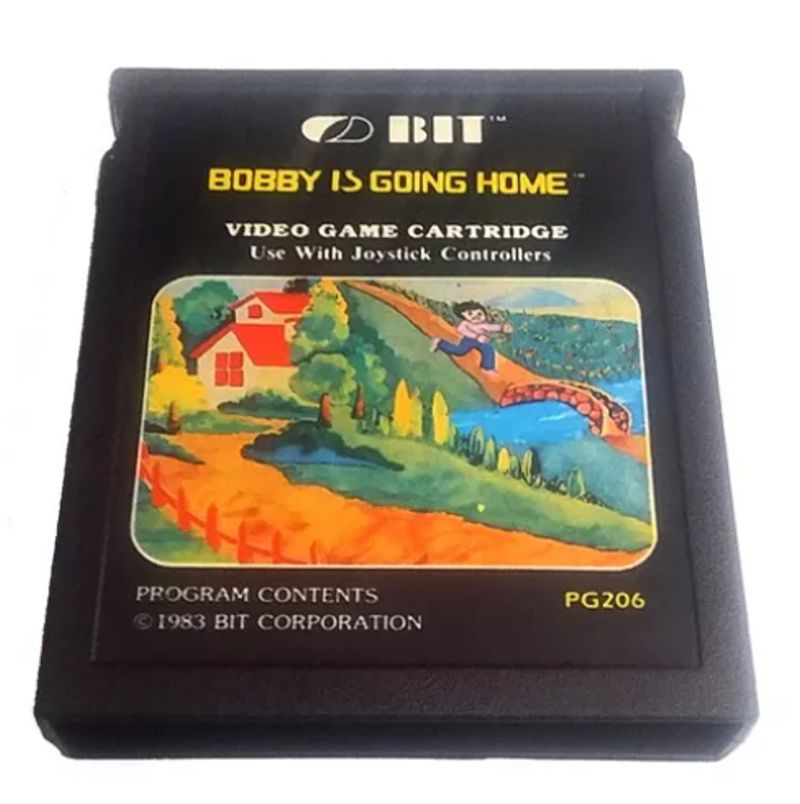 BIT™
BOBBY IS GOING HOME™
VIDEO GAME CARTRIDGE
Use With Joystick Controllers
PROGRAM CONTENTS
PG206
©1983 BIT CORPORATION